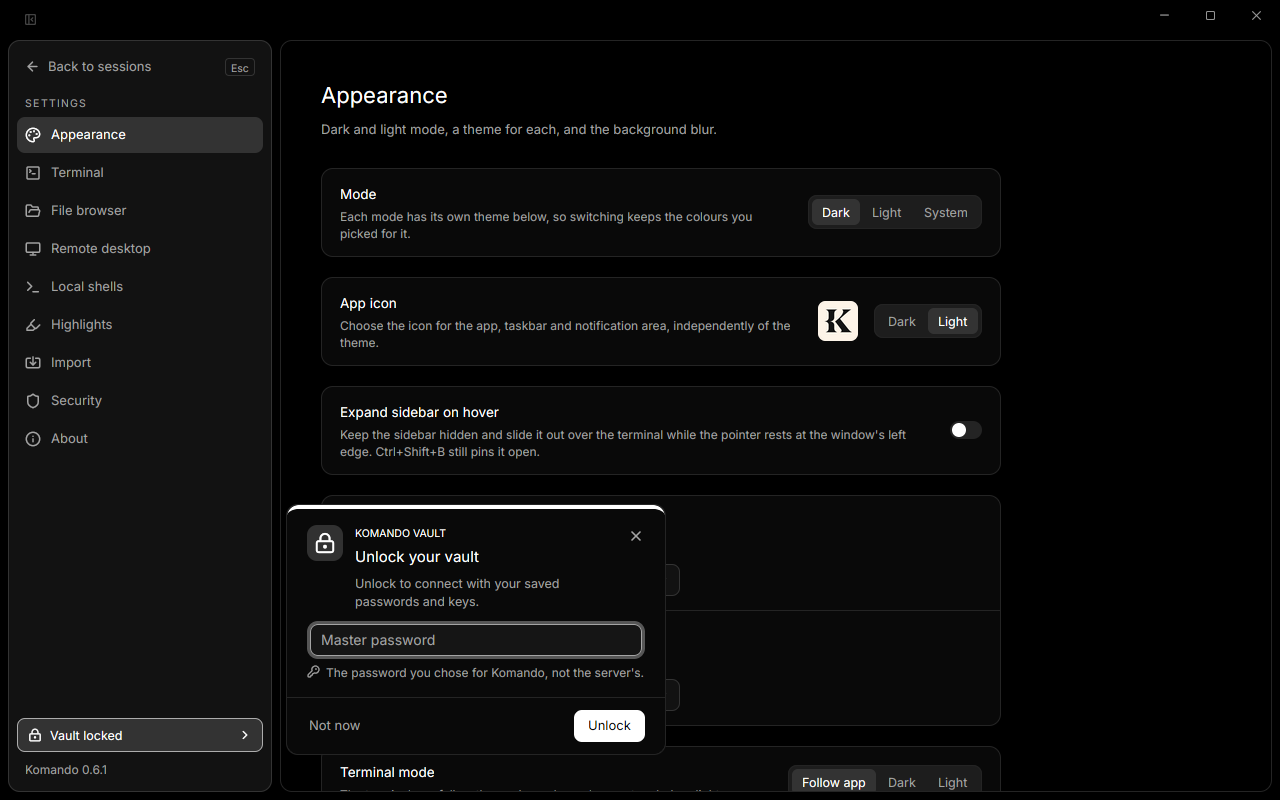 Back to sessions
Esc
SETTINGS
Appearance
Terminal
File browser
Remote desktop
Local shells
Highlights
Import
Security
About
Vault locked
Komando 0.6.1
Appearance
Dark and light mode, a theme for each, and the background blur.
Mode
Each mode has its own theme below, so switching keeps the colours you
picked for it.
Dark
Light
System
App icon
Choose the icon for the app, taskbar and notification area, independently of the
theme.
K
Dark
Light
Expand sidebar on hover
Keep the sidebar hidden and slide it out over the terminal while the pointer rests at the window's left
edge. Ctrl+Shift+B still pins it open.
KOMANDO VAULT
Unlock your vault
Unlock to connect with your saved
passwords and keys.
Master password
The password you chose for Komando, not the server's.
Not now
Unlock
Terminal mode
Follow app
Dark
Light